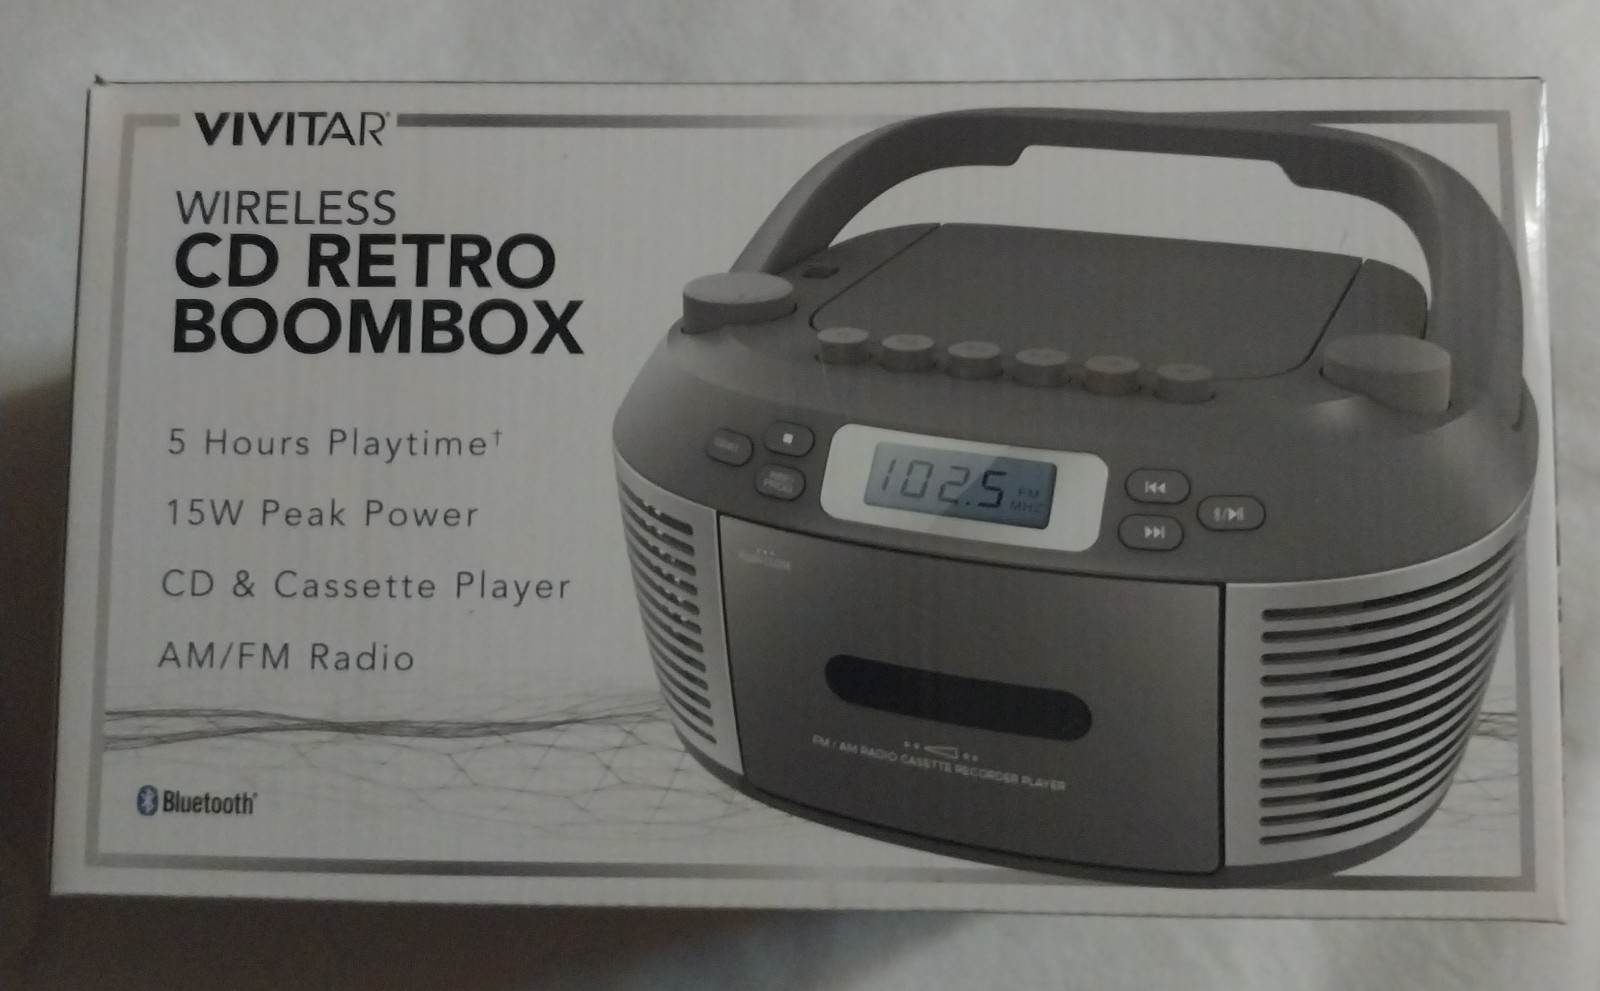 VIVITAR
WIRELESS
CD RETRO
BOOMBOX
5 Hours Playtime†
15W Peak Power
CD & Cassette Player
AM/FM Radio
Bluetooth®
102.5
FM
MHZ
FM / AM RADIO CASETTE RECORDER PLAYER